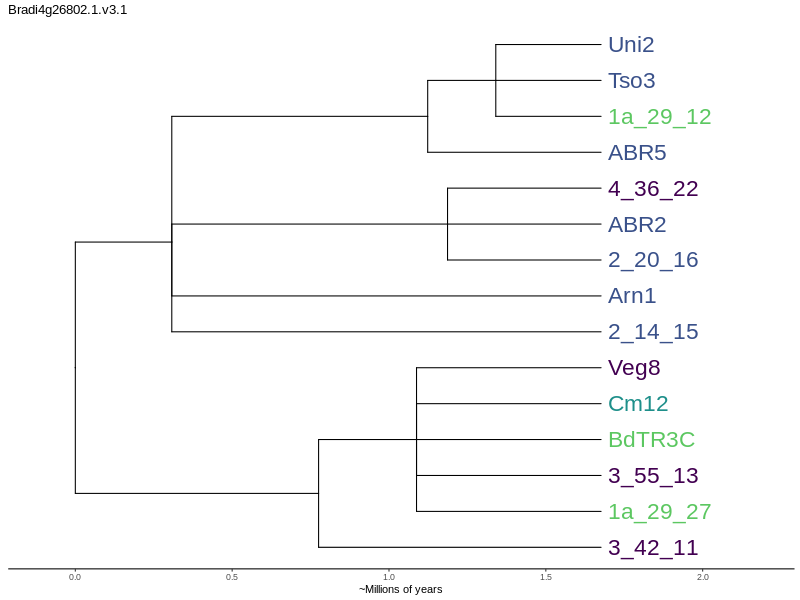 Bradi4g26802.1.v3.1
Uni2
Tso3
1a_29_12
ABR5
4_36_22
ABR2
2_20_16
Arn1
2_14_15
Veg8
Cm12
BdTR3C
3_55_13
1a_29_27
3_42_11
0.0 0.5 1.0 1.5 2.0
~Millions of years